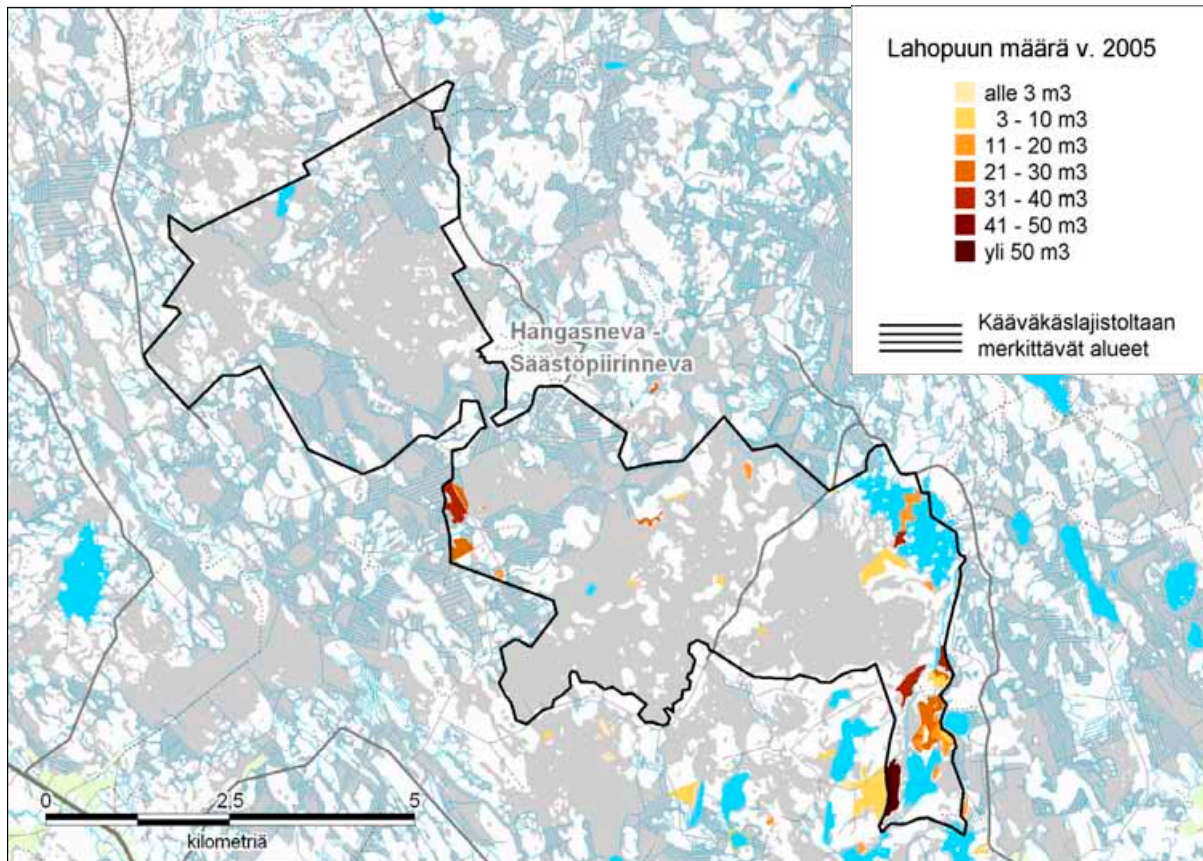 Lahopuun määrä v. 2005
alle 3 m3
3 - 10 m3
11 - 20 m3
21 - 30 m3
31 - 40 m3
41 - 50 m3
yli 50 m3
Kääväkäslajistoltaan
merkittävät alueet
Hangasneva -
Säästöpiirinneva
0 2,5 5
kilometriä